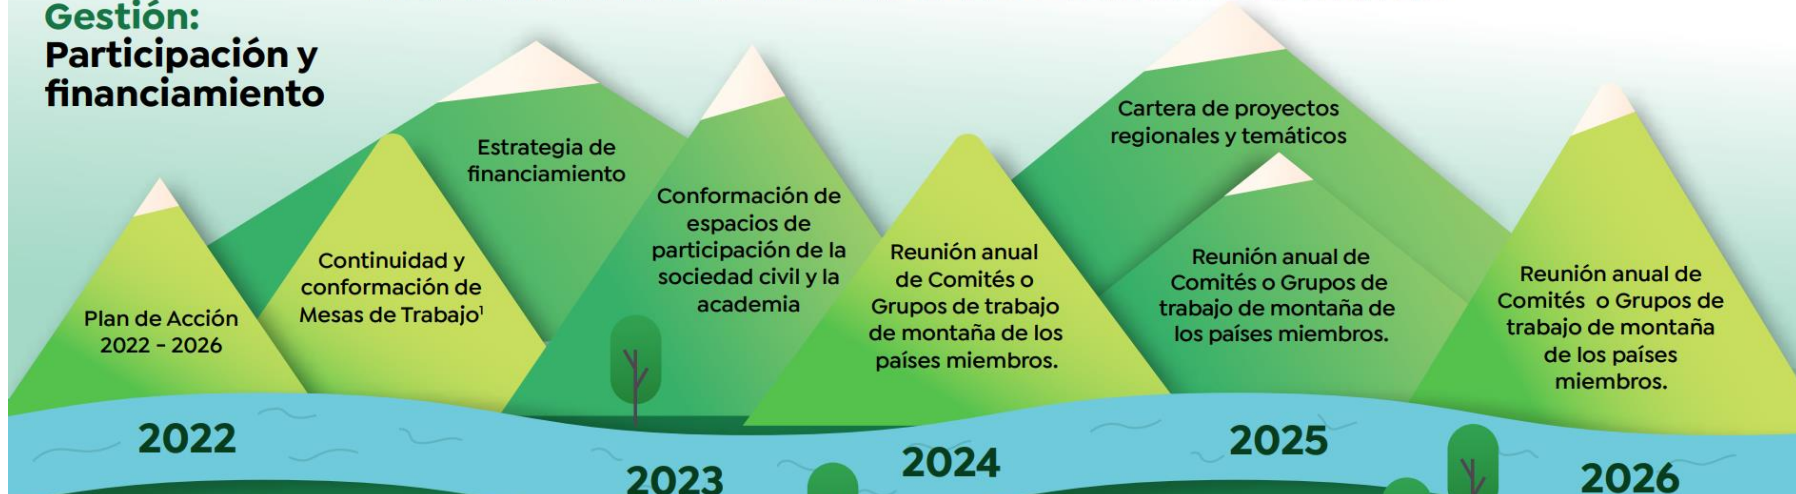 Gestión:
Participación y
financiamiento
Plan de Acción
2022 - 2026
Continuidad y
conformación de
Mesas de Trabajo¹
Estrategia de
financiamiento
Conformación de
espacios de
participación de la
sociedad civil y la
academia
Reunión anual
de Comités o
Grupos de trabajo
de montaña de los
países miembros.
Cartera de proyectos
regionales y temáticos
Reunión anual de
Comités o Grupos de
trabajo de montaña de
los países miembros.
Reunión anual de
Comités o Grupos de
trabajo de montaña
de los países
miembros.
2022
2023
2024
2025
2026